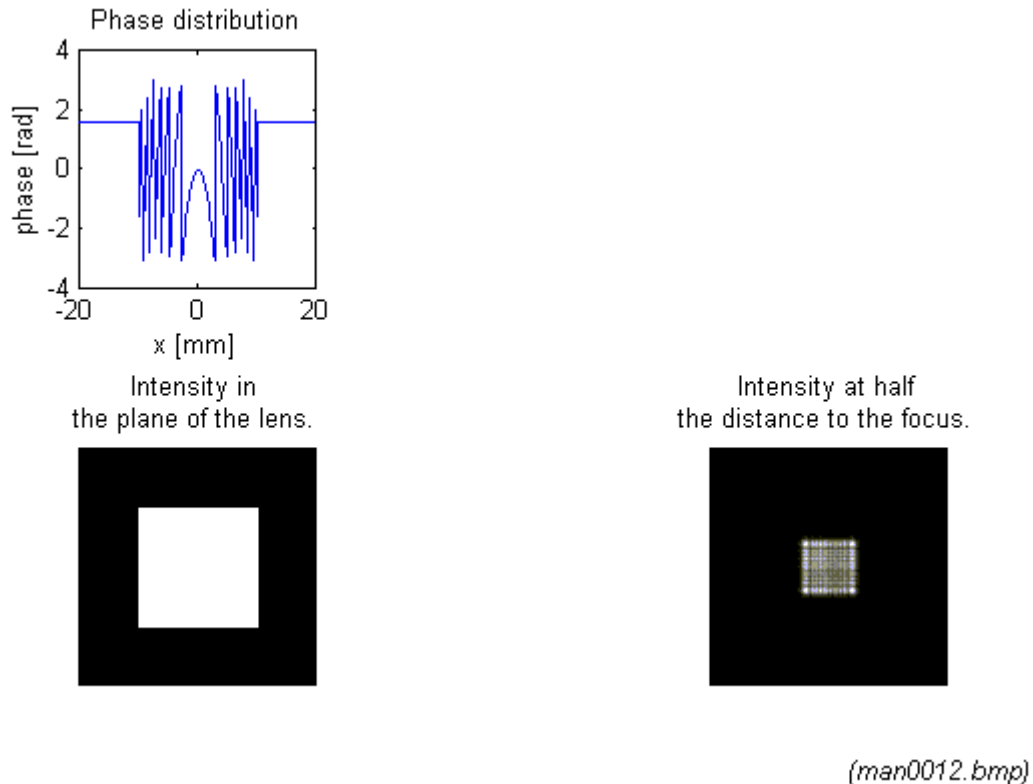 Phase distribution
4
2
0
-2
-4
phase [rad]
-20 0 20
x [mm]
Intensity in
the plane of the lens.
Intensity at half
the distance to the focus.
(man0012.bmp)